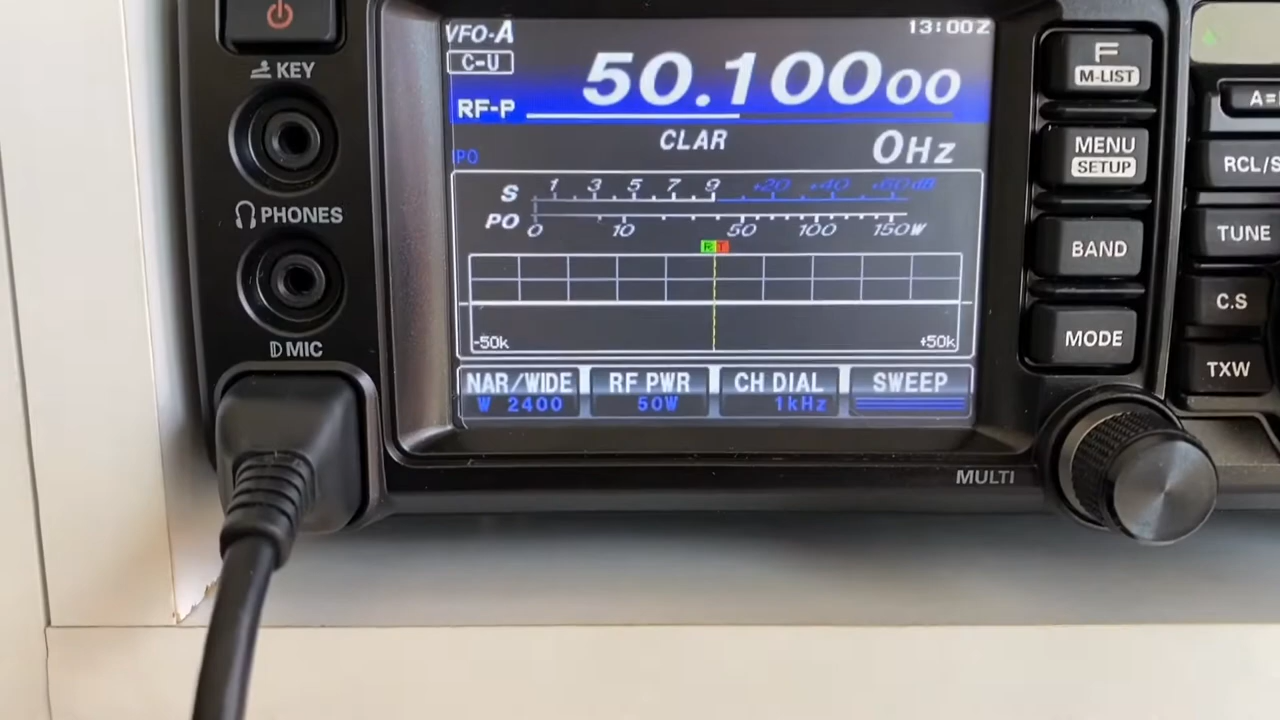 VFO-A
13:00Z
C-U
50.10000
RF-P
CLAR
0Hz
IPO
S 1 3 5 7 9 +20 +40 +60dB
PO 0 10 50 100 150W
R T
-50k
+50k
NAR/WIDE
W 2400
RF PWR
50W
CH DIAL
1kHz
SWEEP
KEY
PHONES
MIC
F
M-LIST
MENU
SETUP
BAND
MODE
MULTI
RCL/S
TUNE
C.S
TXW